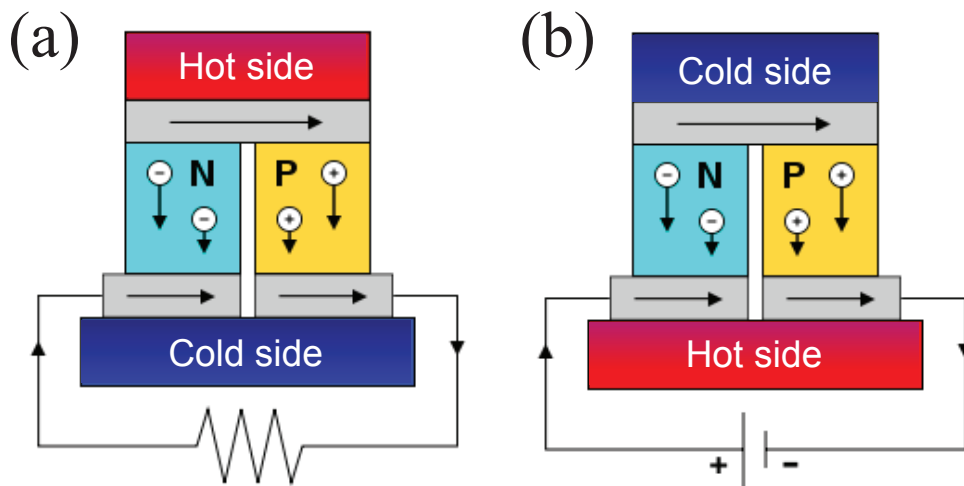 (a)
Hot side
N P
− +
− +
Cold side
(b)
Cold side
N P
− +
− +
Hot side
+ −